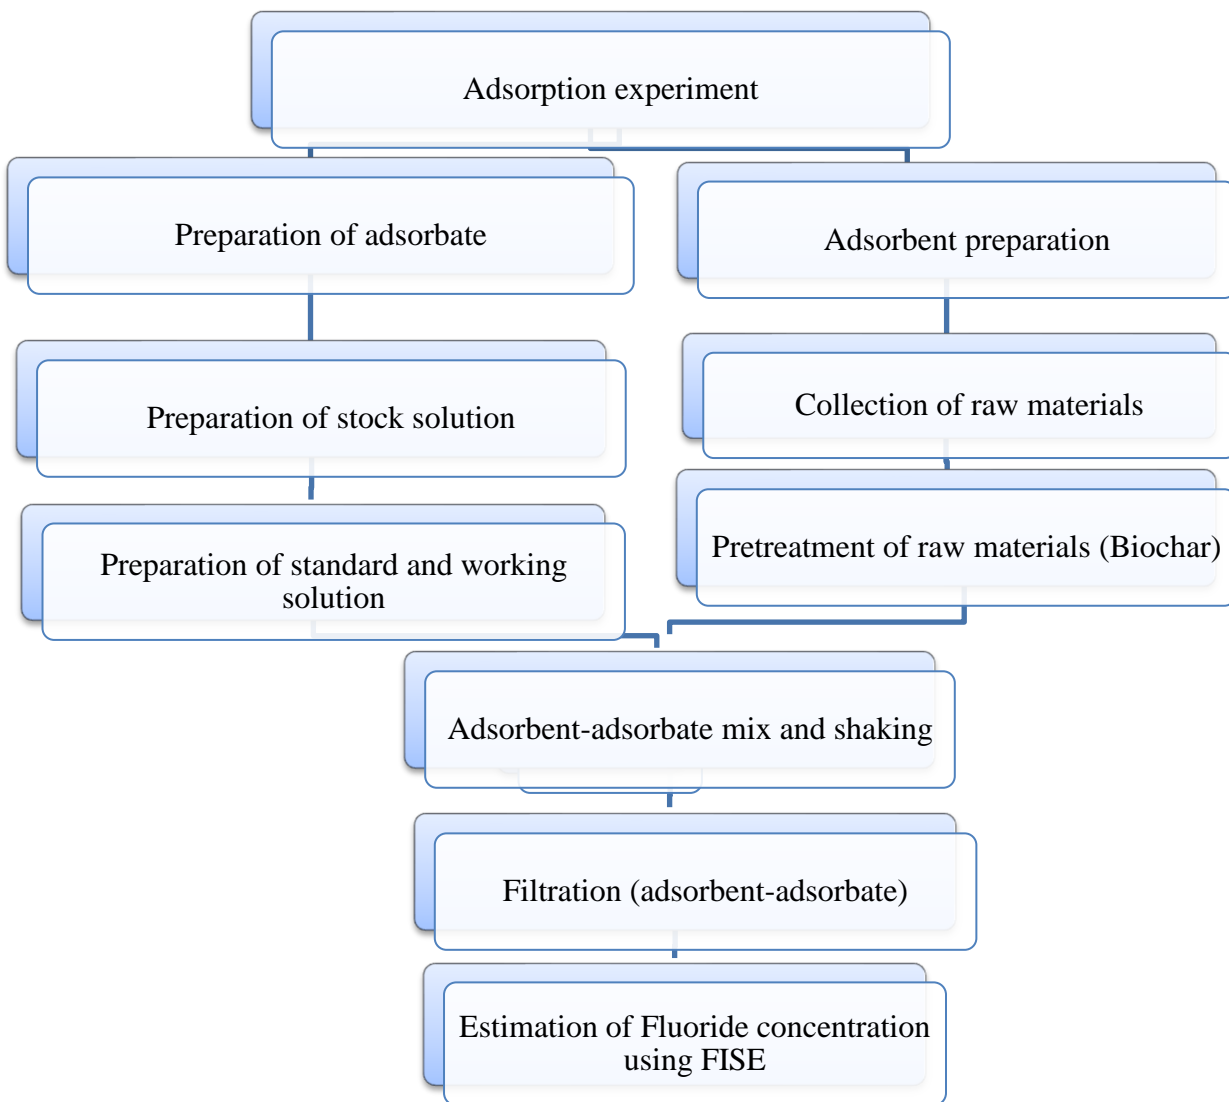 Adsorption experiment
Preparation of adsorbate
Adsorbent preparation
Preparation of stock solution
Collection of raw materials
Preparation of standard and working
solution
Pretreatment of raw materials (Biochar)
Adsorbent-adsorbate mix and shaking
Filtration (adsorbent-adsorbate)
Estimation of Fluoride concentration
using FISE